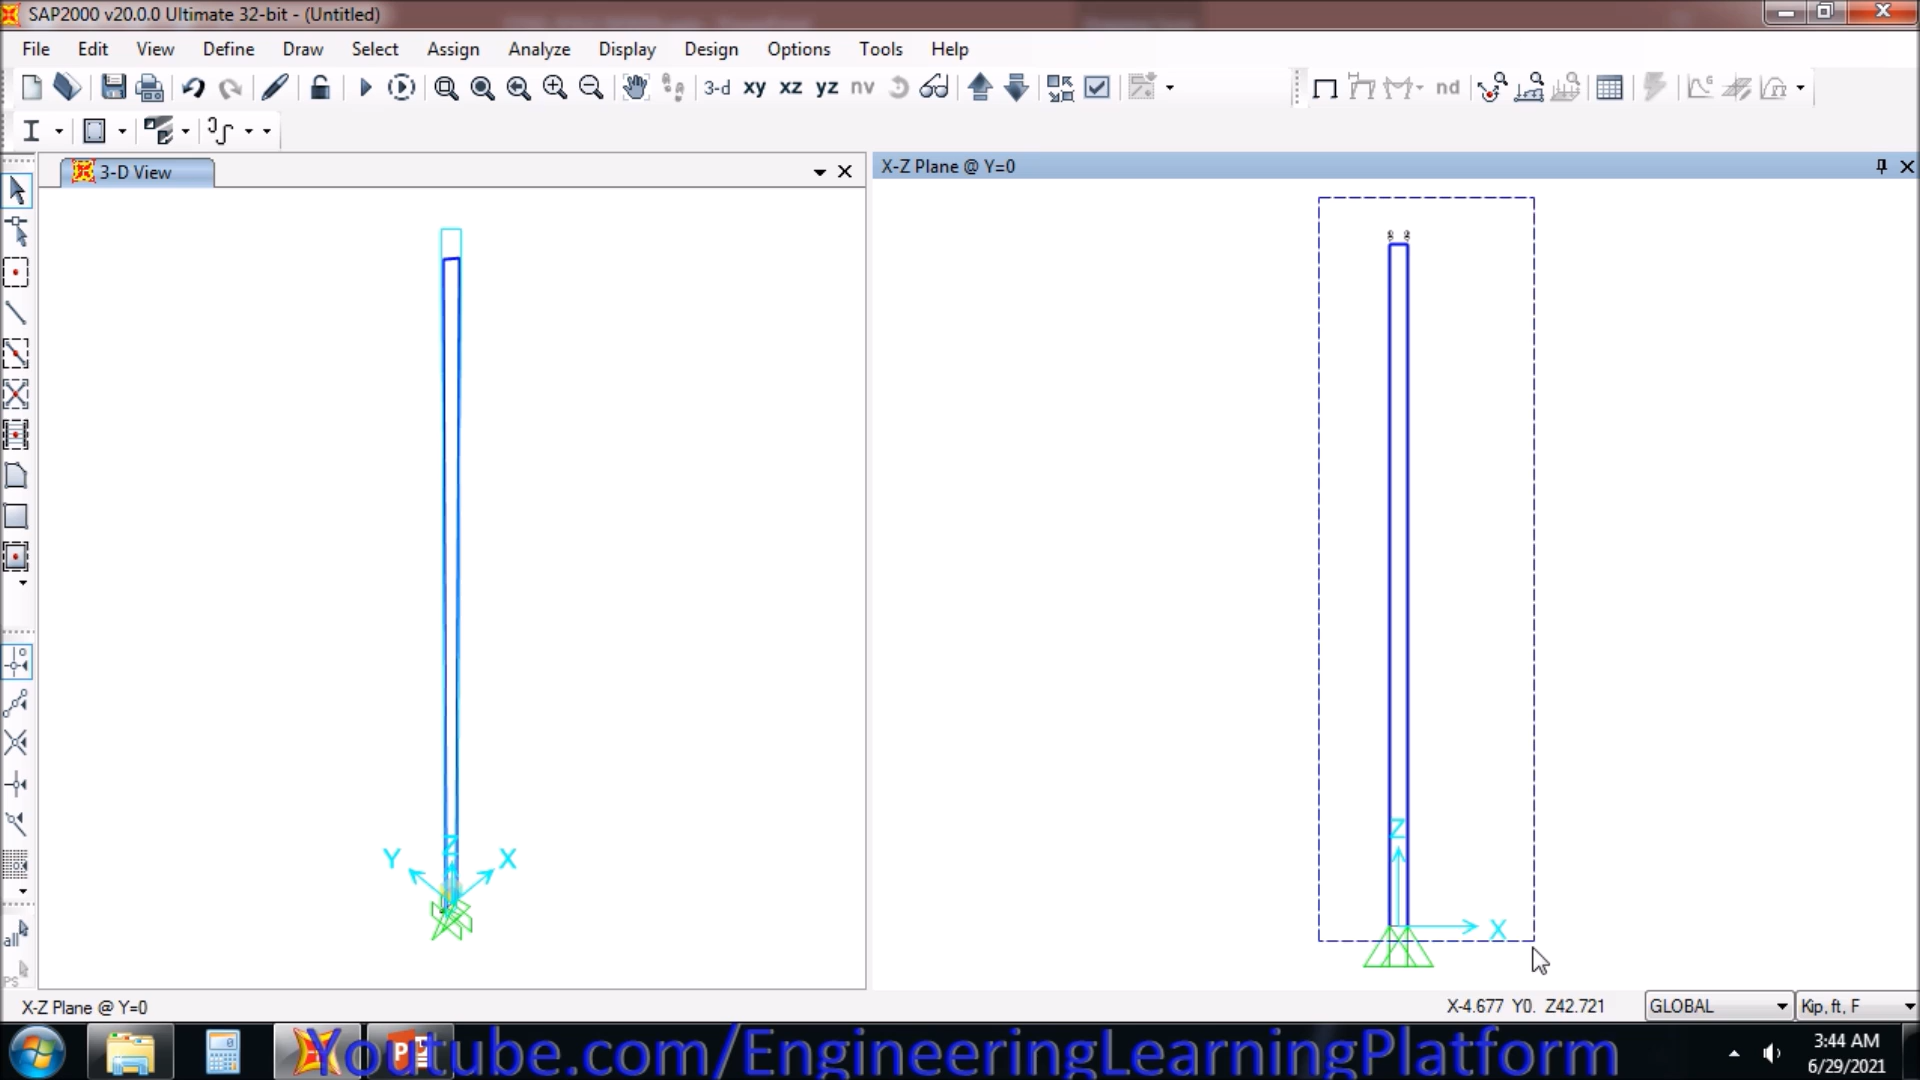 SAP2000 v20.0.0 Ultimate 32-bit - (Untitled)
File Edit View Define Draw Select Assign Analyze Display Design Options Tools Help
3-d xy xz yz nv nd
3-D View
X-Z Plane @ Y=0
Z
Y X
Z
X
all
PS
X-Z Plane @ Y=0
X-4.677 Y0. Z42.721
GLOBAL
Kip, ft, F
Youtube.com/EngineeringLearningPlatform
3:44 AM
6/29/2021